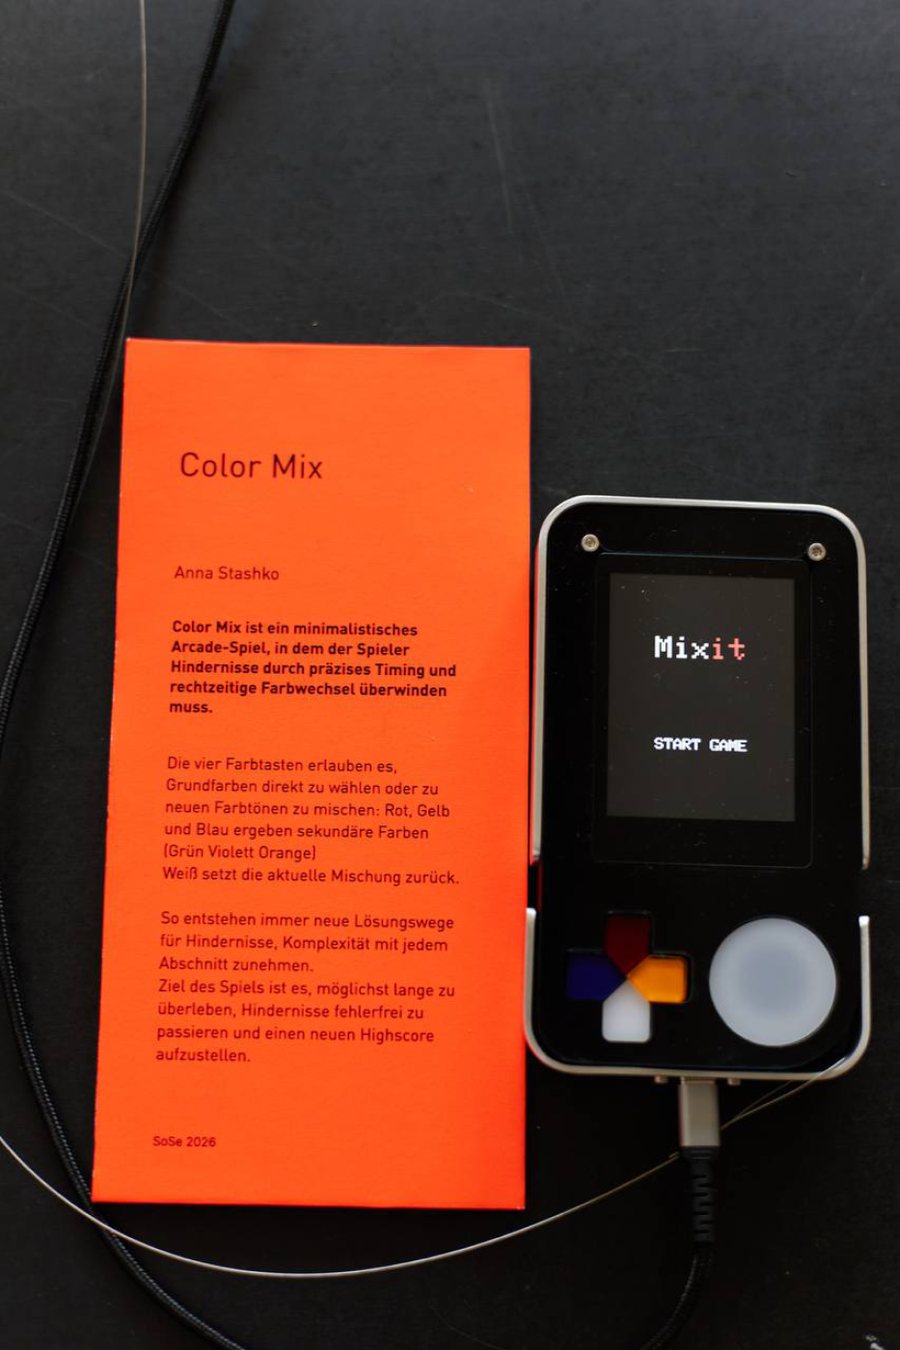 Color Mix
Anna Stashko
Color Mix ist ein minimalistisches
Arcade-Spiel, in dem der Spieler
Hindernisse durch präzises Timing und
rechtzeitige Farbwechsel überwinden
muss.
Die vier Farbtasten erlauben es,
Grundfarben direkt zu wählen oder zu
neuen Farbtönen zu mischen: Rot, Gelb
und Blau ergeben sekundäre Farben
(Grün Violett Orange)
Weiß setzt die aktuelle Mischung zurück.
So entstehen immer neue Lösungswege
für Hindernisse, Komplexität mit jedem
Abschnitt zunehmen.
Ziel des Spiels ist es, möglichst lange zu
überleben, Hindernisse fehlerfrei zu
passieren und einen neuen Highscore
aufzustellen.
SoSe 2026
Mixit
START GAME